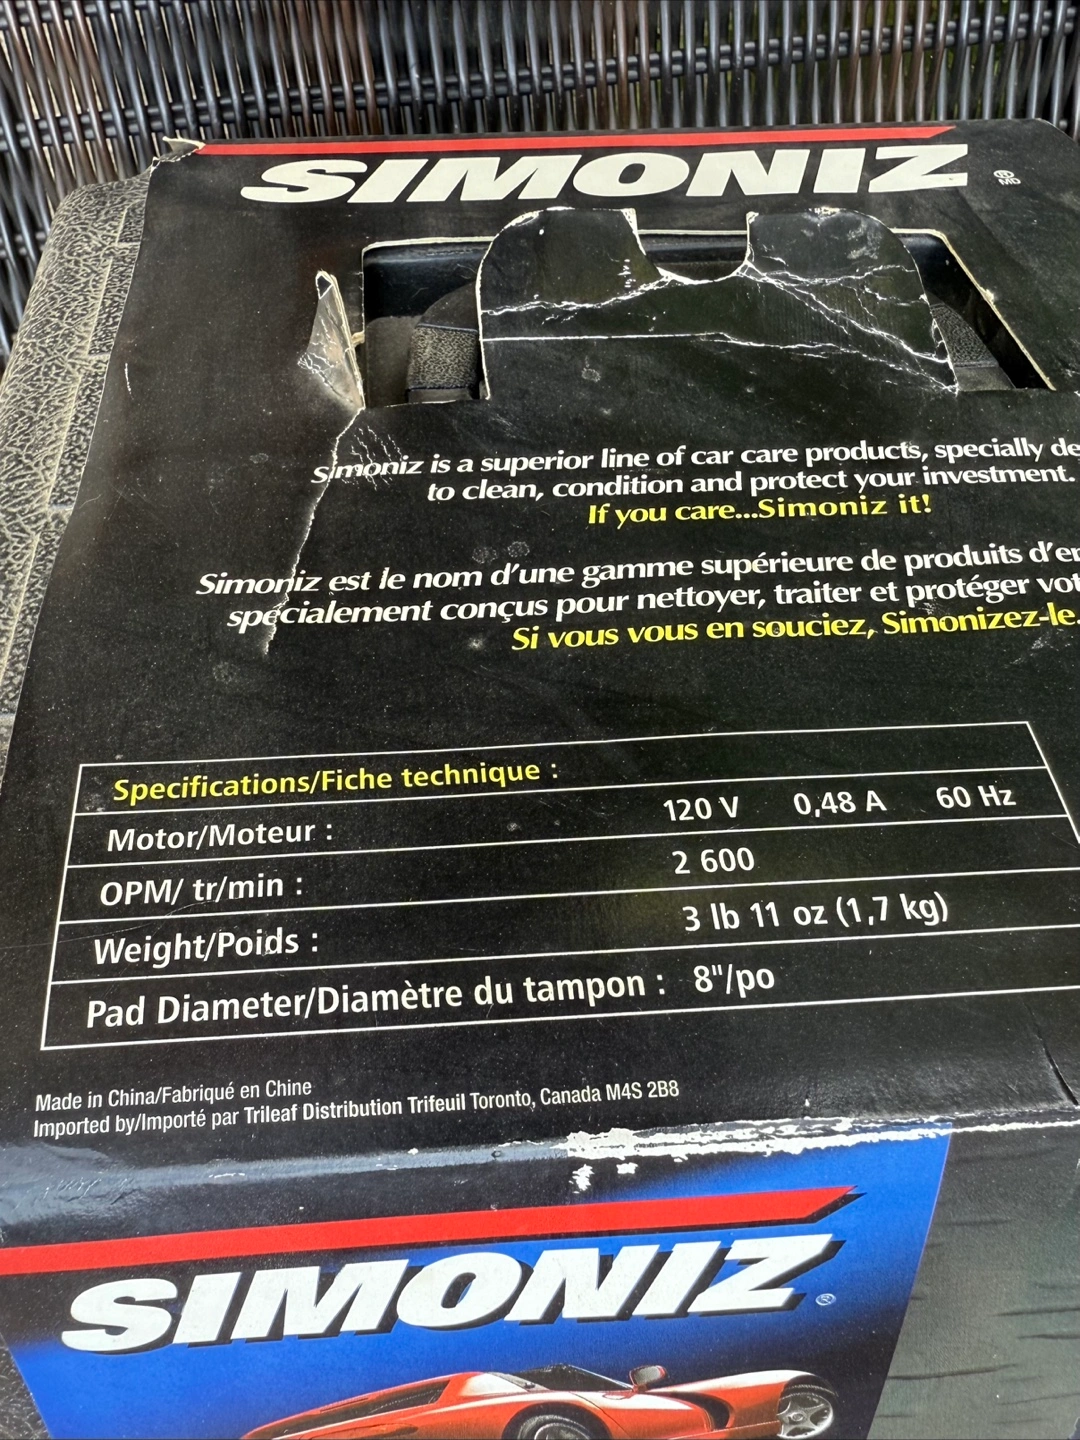 SIMONIZ ® MD
Simoniz is a superior line of car care products, specially
to clean, condition and protect your investment.
If you care...Simoniz it!
Simoniz est le nom d'une gamme supérieure de produits
spécialement conçus pour nettoyer, traiter et protéger
Si vous vous en souciez, Simonizez-le.
Specifications/Fiche technique :
Motor/Moteur : 120 V 0,48 A 60 Hz
OPM/ tr/min : 2 600
Weight/Poids : 3 lb 11 oz (1,7 kg)
Pad Diameter/Diamètre du tampon : 8"/po
Made in China/Fabriqué en Chine
Imported by/Importé par Trileaf Distribution Trifeuil Toronto, Canada M4S 2B8
SIMONIZ ®